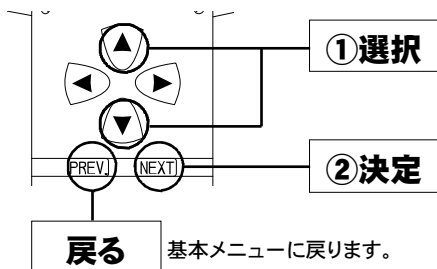 ①選択
PREV.
NEXT
②決定
戻る
基本メニューに戻ります。